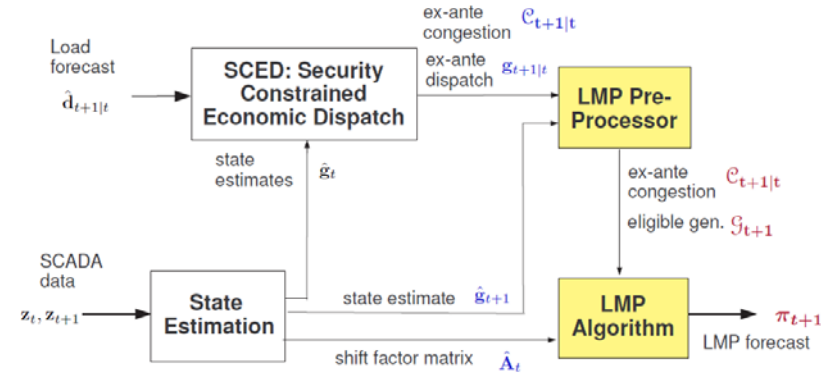 ex-ante
congestion 𝒞ₜ₊₁|ₜ
Load
forecast
d̂ₜ₊₁|ₜ
SCED: Security
Constrained
Economic Dispatch
ex-ante
dispatch gₜ₊₁|ₜ
LMP Pre-
Processor
state
estimates ĝₜ
ex-ante
congestion 𝒞ₜ₊₁|ₜ
eligible gen. 𝒢ₜ₊₁
SCADA
data
zₜ, zₜ₊₁
State
Estimation
state estimate ĝₜ₊₁
shift factor matrix Âₜ
LMP
Algorithm
πₜ₊₁
LMP forecast